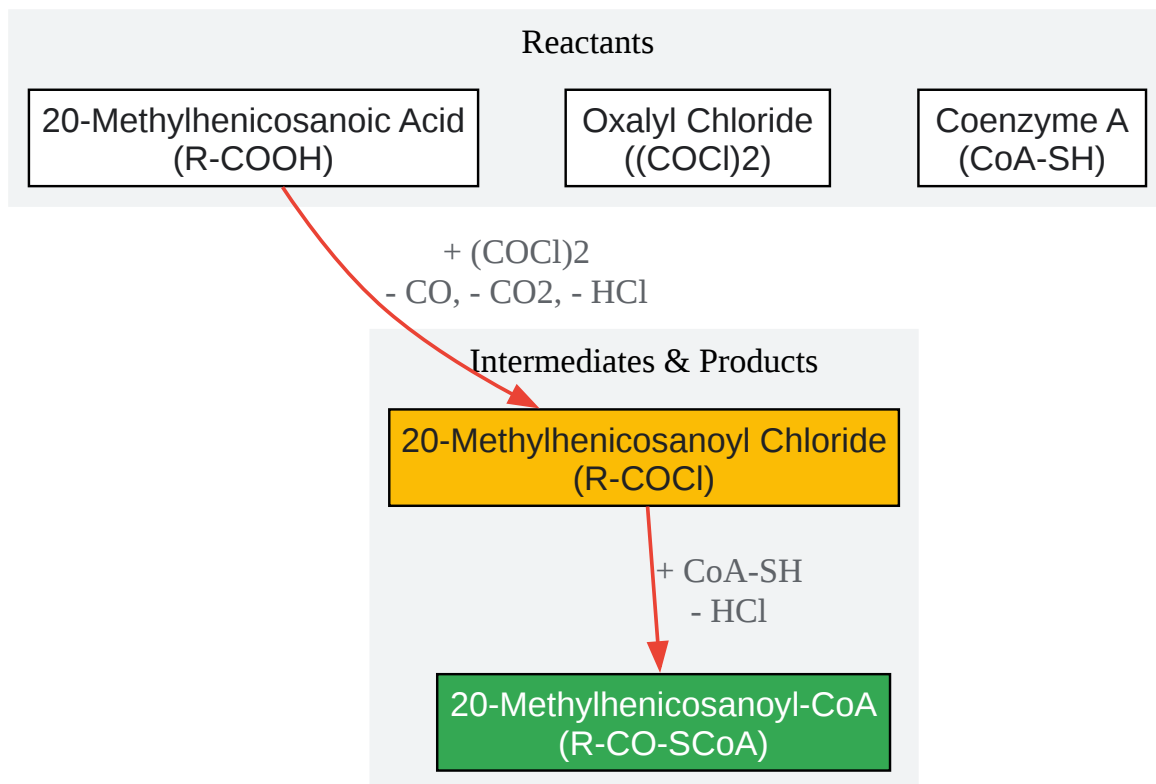 Reactants
20-Methylhenicosanoic Acid
(R-COOH)
Oxalyl Chloride
((COCl)2)
Coenzyme A
(CoA-SH)
+ (COCl)2
- CO, - CO2, - HCl
Intermediates & Products
20-Methylhenicosanoyl Chloride
(R-COCl)
+ CoA-SH
- HCl
20-Methylhenicosanoyl-CoA
(R-CO-SCoA)